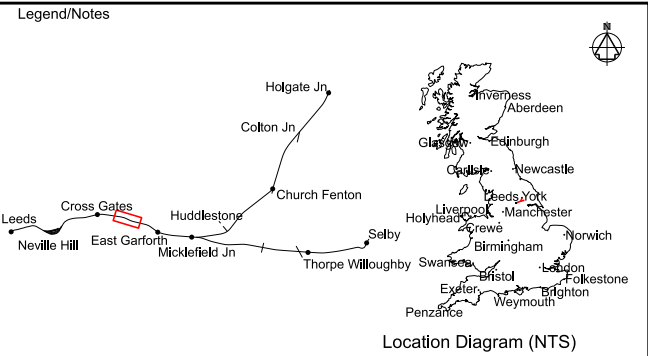 Legend/Notes
N
Holgate Jn
Colton Jn
Church Fenton
Huddlestone
Cross Gates
Leeds
Neville Hill
East Garforth
Micklefield Jn
Selby
Thorpe Willoughby
Inverness
Aberdeen
Glasgow
Edinburgh
Carlisle
Newcastle
Leeds
York
Liverpool
Manchester
Holyhead
Crewe
Norwich
Birmingham
Swansea
Bristol
London
Folkestone
Exeter
Brighton
Weymouth
Penzance
Location Diagram (NTS)